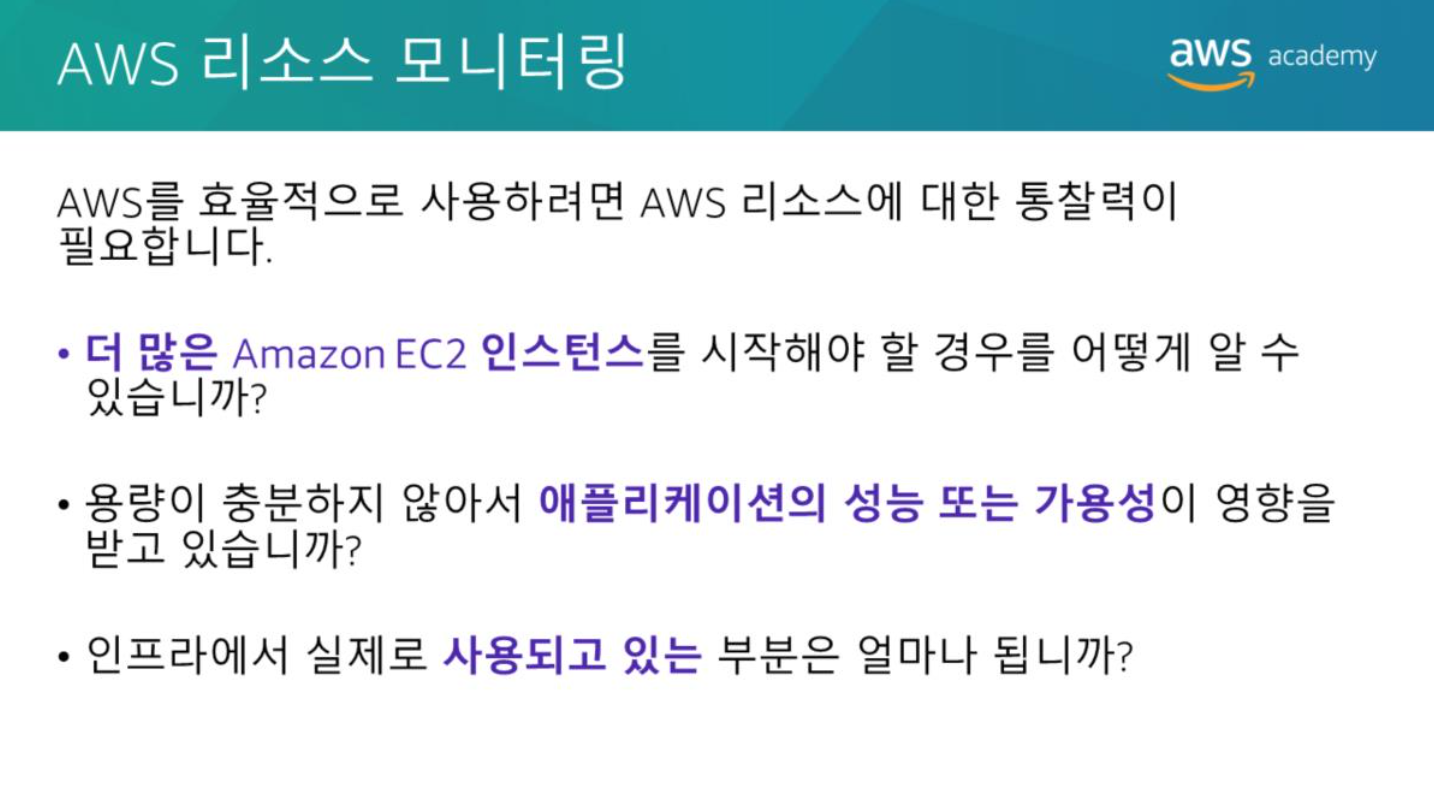 AWS 리소스 모니터링
aws academy
AWS를 효율적으로 사용하려면 AWS 리소스에 대한 통찰력이
필요합니다.
• 더 많은 Amazon EC2 인스턴스를 시작해야 할 경우를 어떻게 알 수
있습니까?
• 용량이 충분하지 않아서 애플리케이션의 성능 또는 가용성이 영향을
받고 있습니까?
• 인프라에서 실제로 사용되고 있는 부분은 얼마나 됩니까?